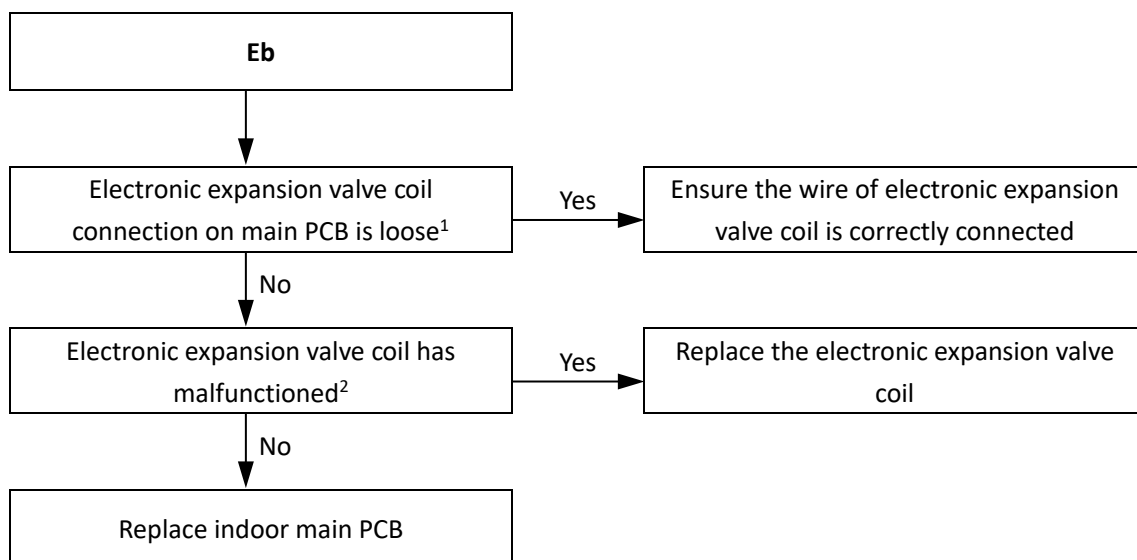 Eb
Electronic expansion valve coil
connection on main PCB is loose¹
Yes
Ensure the wire of electronic expansion
valve coil is correctly connected
No
Electronic expansion valve coil has
malfunctioned²
Yes
Replace the electronic expansion valve
coil
No
Replace indoor main PCB